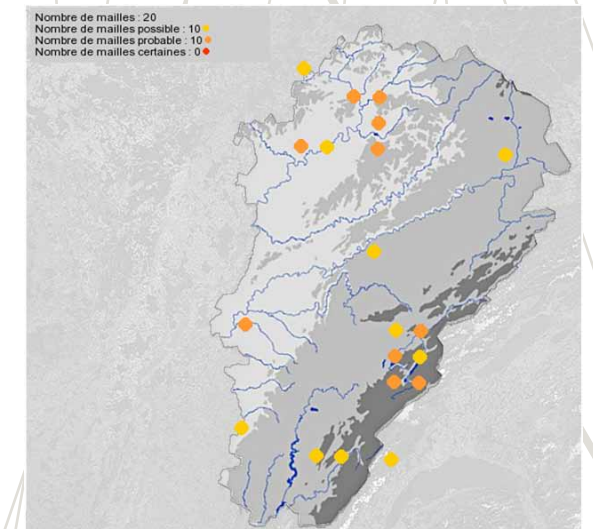 Nombre de mailles : 20
Nombre de mailles possible : 10
Nombre de mailles probable : 10
Nombre de mailles certaines : 0